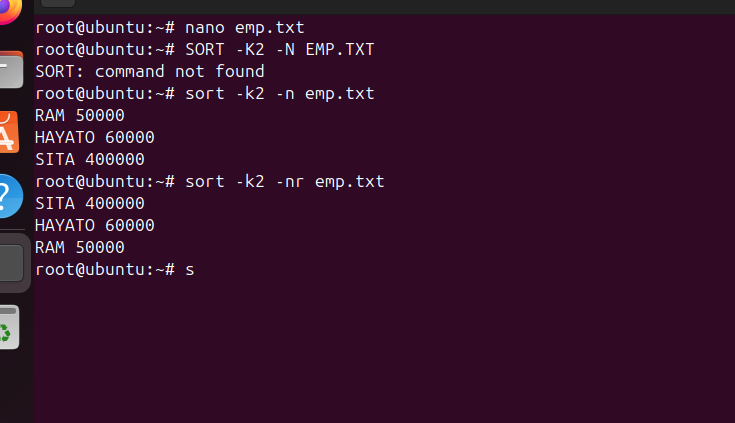 root@ubuntu:~# nano emp.txt
root@ubuntu:~# SORT -K2 -N EMP.TXT
SORT: command not found
root@ubuntu:~# sort -k2 -n emp.txt
RAM 50000
HAYATO 60000
SITA 400000
root@ubuntu:~# sort -k2 -nr emp.txt
SITA 400000
HAYATO 60000
RAM 50000
root@ubuntu:~# s